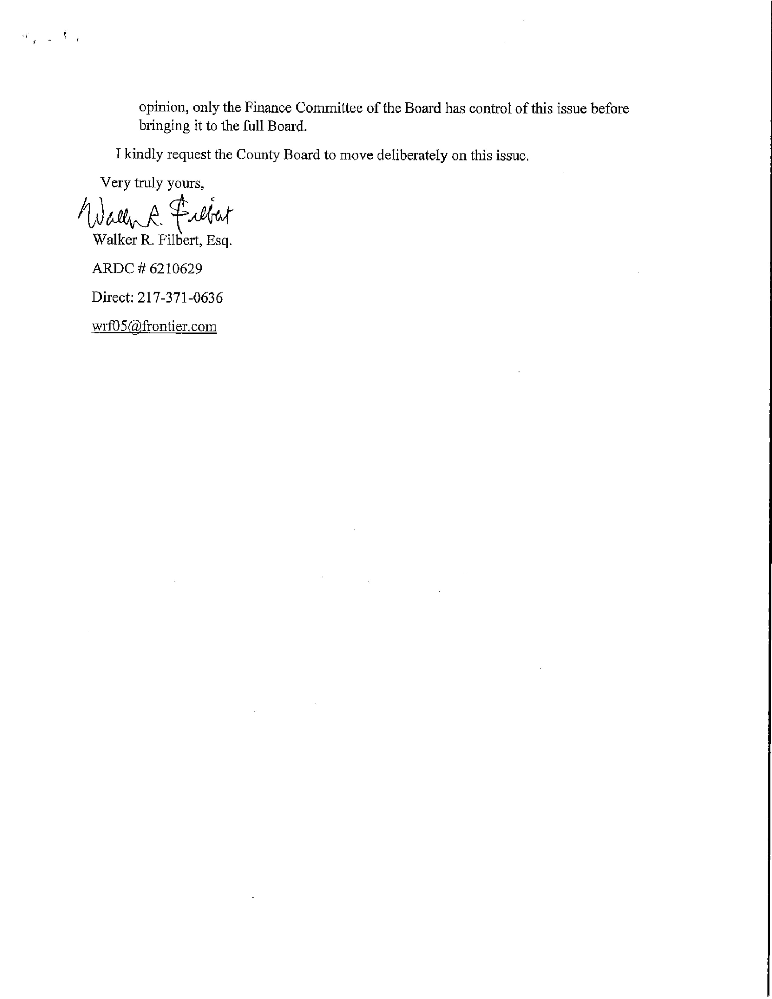 opinion, only the Finance Committee of the Board has control of this issue before
bringing it to the full Board.
I kindly request the County Board to move deliberately on this issue.
Very truly yours,
Walker R. Filbert
Walker R. Filbert, Esq.
ARDC # 6210629
Direct: 217-371-0636
wrf05@frontier.com